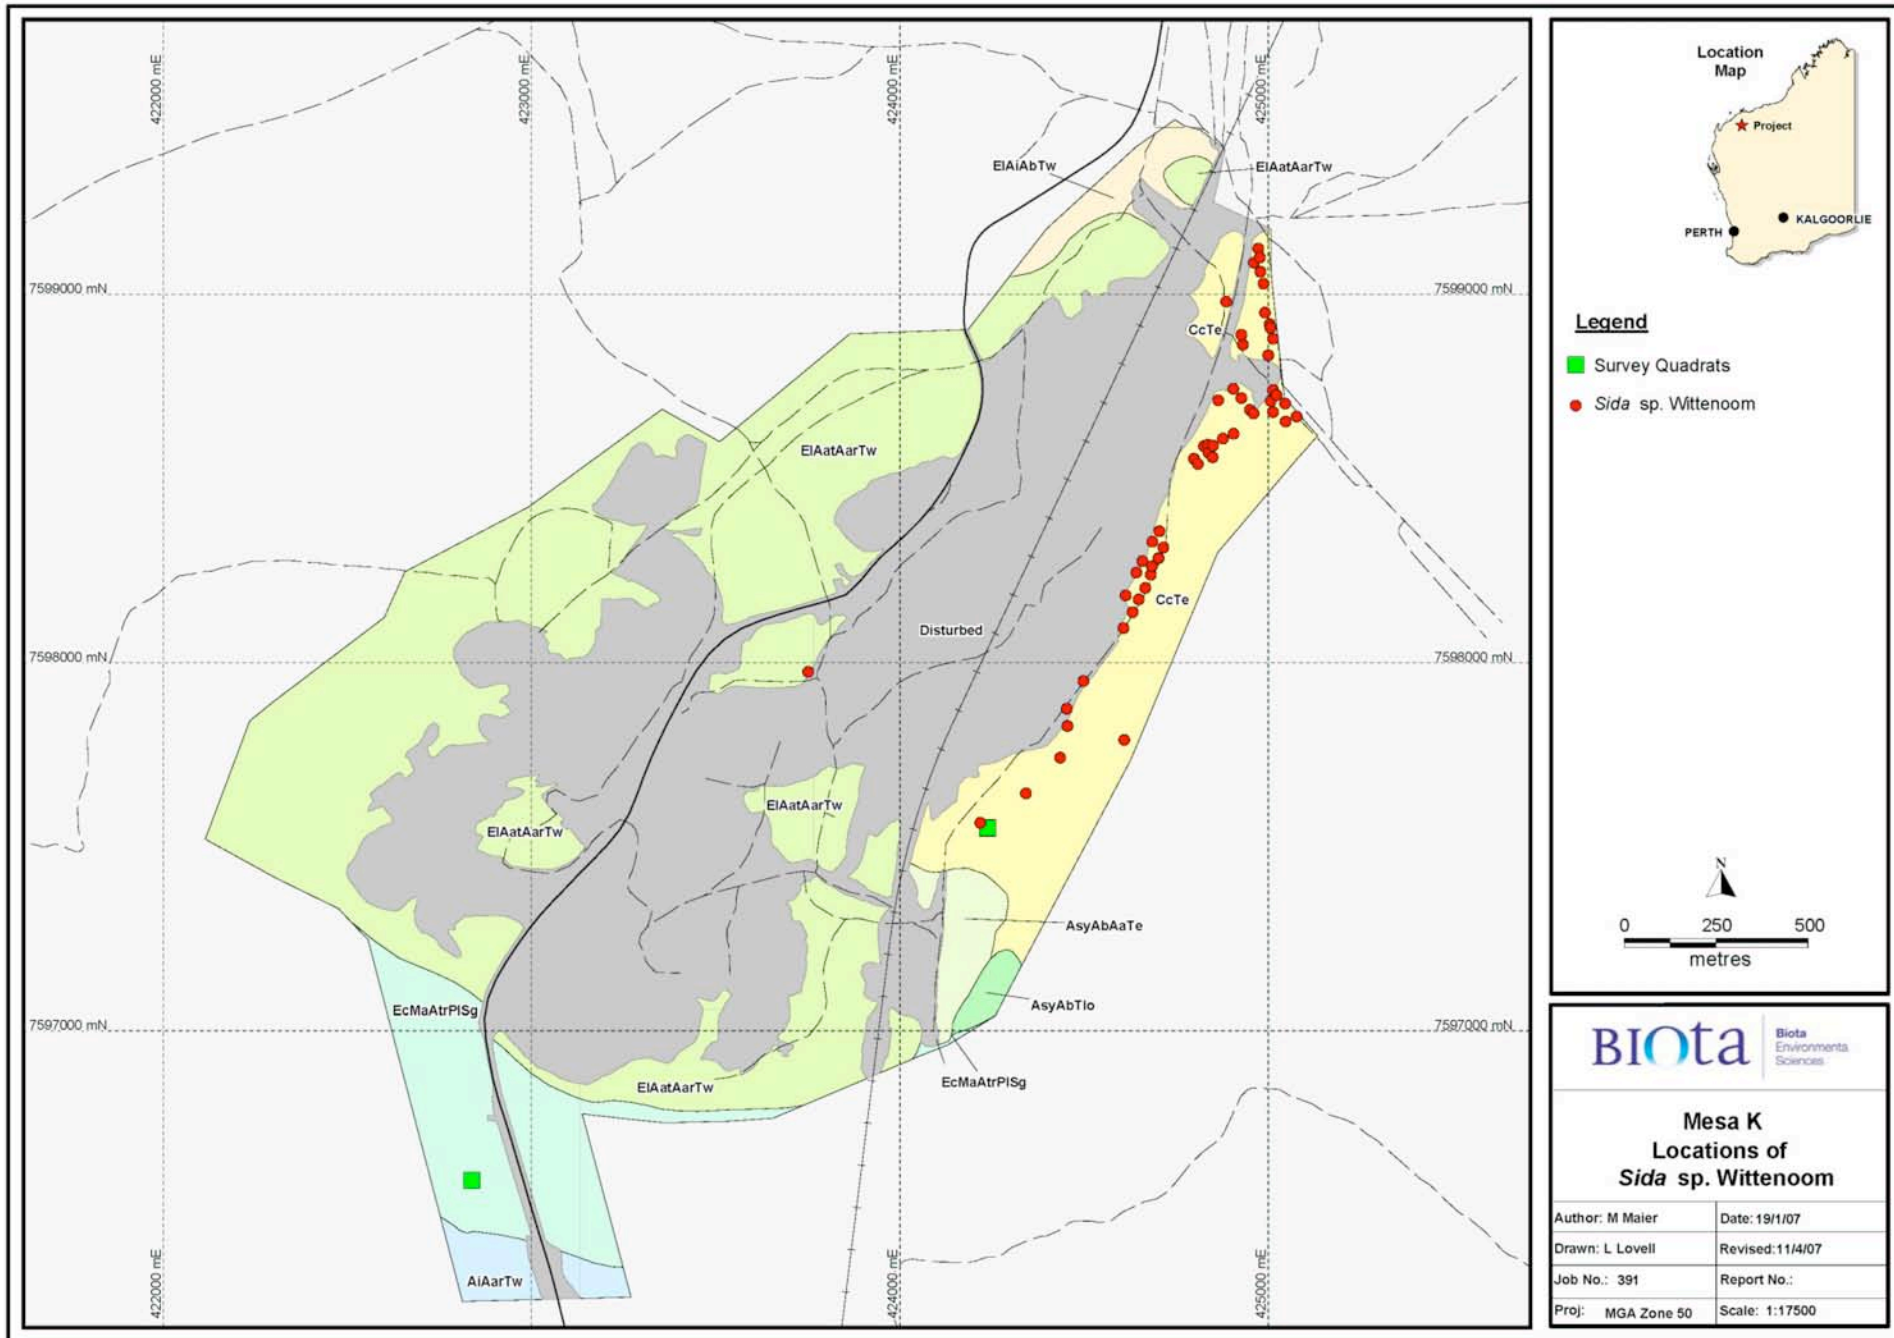 422000 mE
423000 mE
424000 mE
425000 mE
ElAiAbTw
ElAatAarTw
7599000 mN
7599000 mN
CcTe
ElAatAarTw
CcTe
Disturbed
7598000 mN
7598000 mN
ElAatAarTw
ElAatAarTw
AsyAbAaTe
AsyAbTlo
EcMaAtrPlSg
7597000 mN
7597000 mN
EcMaAtrPlSg
ElAatAarTw
AiAarTw
422000 mE
423000 mE
424000 mE
425000 mE
Location
Map
Project
KALGOORLIE
PERTH
Legend
Survey Quadrats
Sida sp. Wittenoom
N
0 250 500
metres
BIOta
Biota
Environmenta
Sciences
Mesa K
Locations of
Sida sp. Wittenoom
Author: M Maier
Date: 19/1/07
Drawn: L Lovell
Revised:11/4/07
Job No.: 391
Report No.:
Proj: MGA Zone 50
Scale: 1:17500